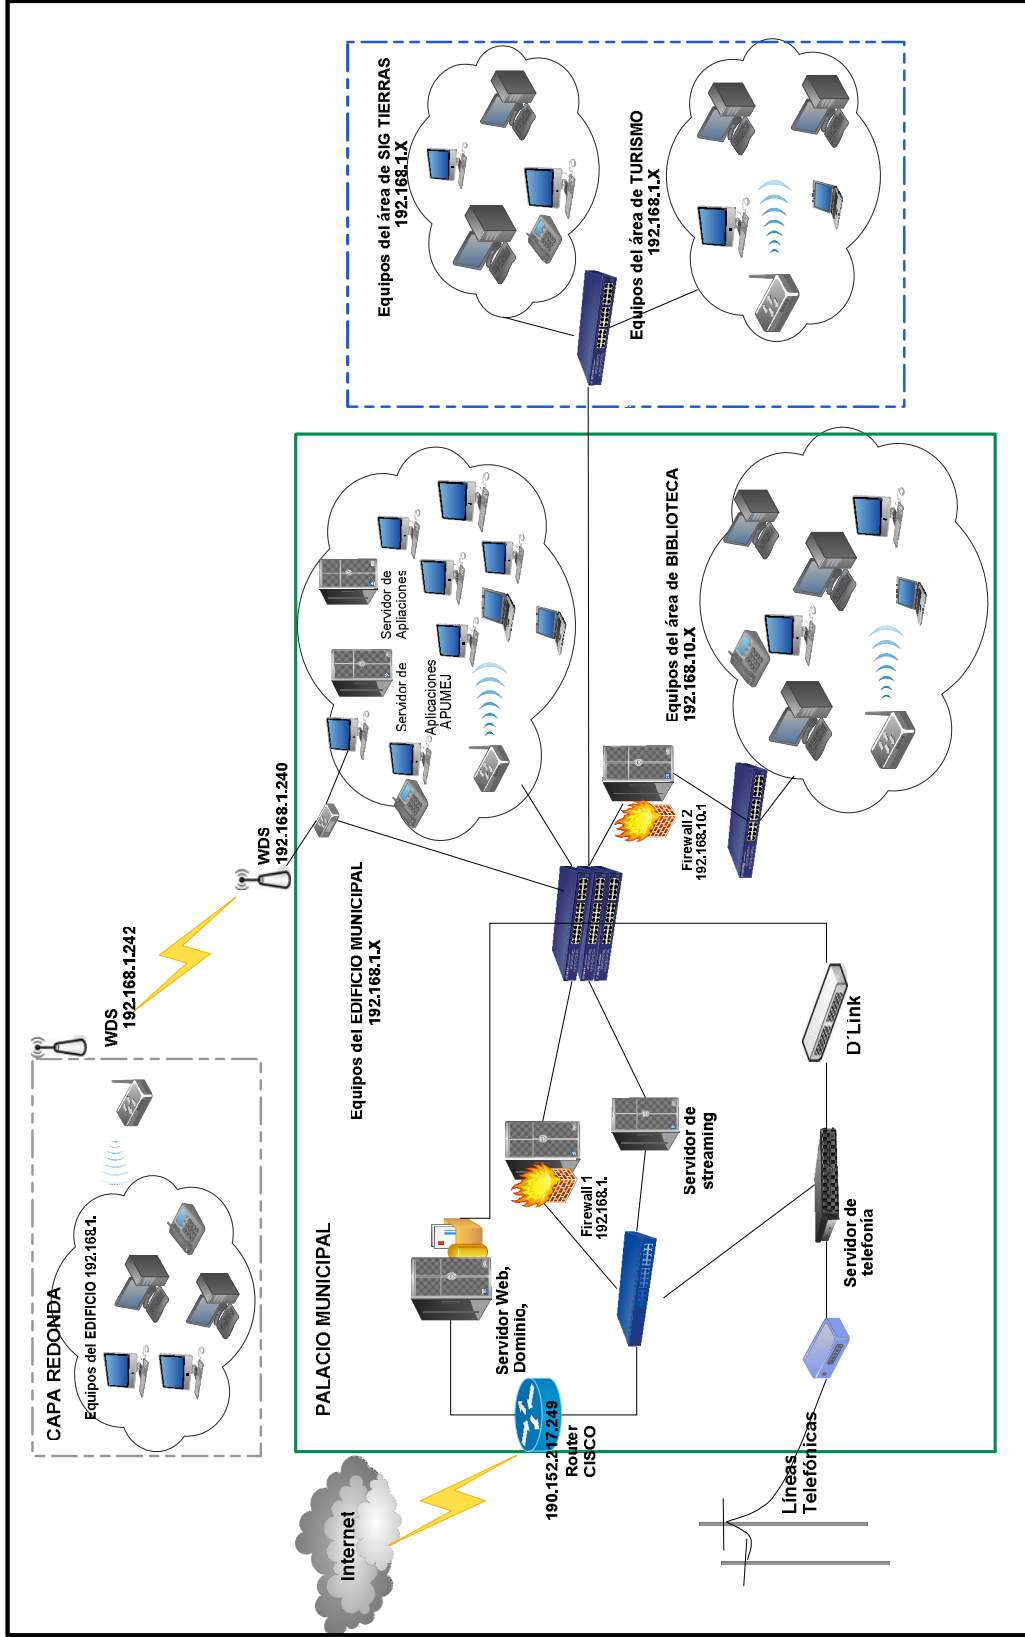 CAPA REDONDA
Equipos del EDIFICIO 192.168.1.
WDS
192.168.1.242
WDS
192.168.1.240
Internet
PALACIO MUNICIPAL
190.152.217.249
Router
CISCO
Servidor Web,
Dominio,
Firewall 1
192.168.1.
Servidor de
streaming
Servidor de
telefonía
D´Link
Líneas
Telefónicas
Equipos del EDIFICIO MUNICIPAL
192.168.1.X
Servidor de
Aplicaciones
APUMEJ
Servidor de
Apliaciones
Firewall 2
192.168.10.1
Equipos del área de BIBLIOTECA
192.168.10.X
Equipos del área de SIG TIERRAS
192.168.1.X
Equipos del área de TURISMO
192.168.1.X